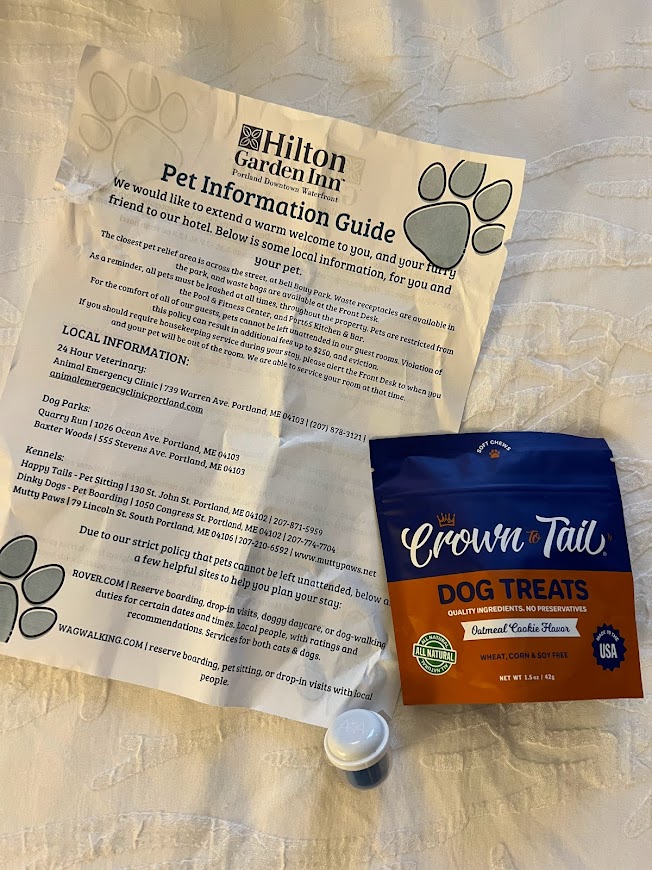 Hilton
Garden Inn™
Portland Downtown Waterfront
Pet Information Guide
We would like to extend a warm welcome to you, and your furry
friend to our hotel. Below is some local information, for you and
your pet.
The closest pet relief area is across the street, at Bell Bouy Park. Waste receptacles are available in
the park, and waste bags are available at the Front Desk.
As a reminder, all pets must be leashed at all times, throughout the property. Pets are restricted from
the Pool & Fitness Center, and Port65 Kitchen & Bar.
For the comfort of all of our guests, pets cannot be left unattended in our guest rooms. Violation of
this policy can result in additional fees up to $250, and eviction.
If you should require housekeeping service during your stay, please alert the Front Desk to when you
and your pet will be out of the room. We are able to service your room at that time.
LOCAL INFORMATION:
24 Hour Veterinary:
Animal Emergency Clinic | 739 Warren Ave. Portland, ME 04103 | (207) 878-3121 |
animalemergencyclinicportland.com
Dog Parks:
Quarry Run | 1026 Ocean Ave. Portland, ME 04103
Baxter Woods | 555 Stevens Ave. Portland, ME 04103
Kennels:
Happy Tails - Pet Sitting | 130 St. John St. Portland, ME 04102 | 207-871-5959
Dinky Dogs - Pet Boarding | 1050 Congress St. Portland, ME 04102 | 207-774-7704
Mutty Paws | 79 Lincoln St. South Portland, ME 04106 | 207-210-6592 | www.muttypaws.net
Due to our strict policy that pets cannot be left unattended, below a
a few helpful sites to help you plan your stay:
ROVER.COM | Reserve boarding, drop-in visits, doggy daycare, or dog-walking
duties for certain dates and times. Local people, with ratings and
recommendations. Services for both cats & dogs.
WAGWALKING.COM | reserve boarding, pet sitting, or drop-in visits with local
people.
SOFT CHEWS
Crown to Tail®
DOG TREATS
QUALITY INGREDIENTS. NO PRESERVATIVES
Oatmeal Cookie Flavor
ALL NATURAL
ALL NATURAL
ALL NATURAL
WHEAT, CORN & SOY FREE
MADE IN THE
USA
NET WT 1.5oz / 42g